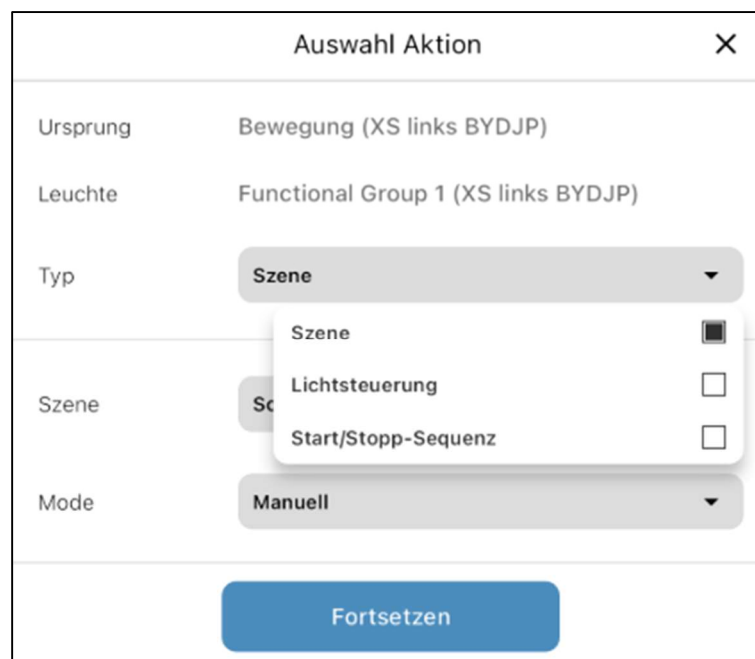 Auswahl Aktion
Ursprung Bewegung (XS links BYDJP)
Leuchte Functional Group 1 (XS links BYDJP)
Typ Szene
Szene
Lichtsteuerung
Szene
Start/Stopp-Sequenz
Mode Manuell
Fortsetzen